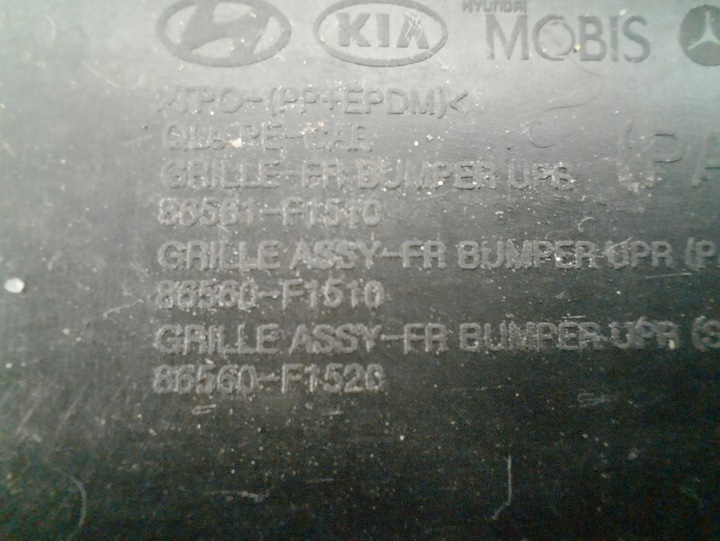 KIA HYUNDAI MOBIS
>TPO-(PP+EPDM)<
GRILLE-FR BUMPER UPR
86561-F1510
GRILLE ASSY-FR BUMPER UPR
86560-F1510
GRILLE ASSY-FR BUMPER UPR (S
86560-F1520